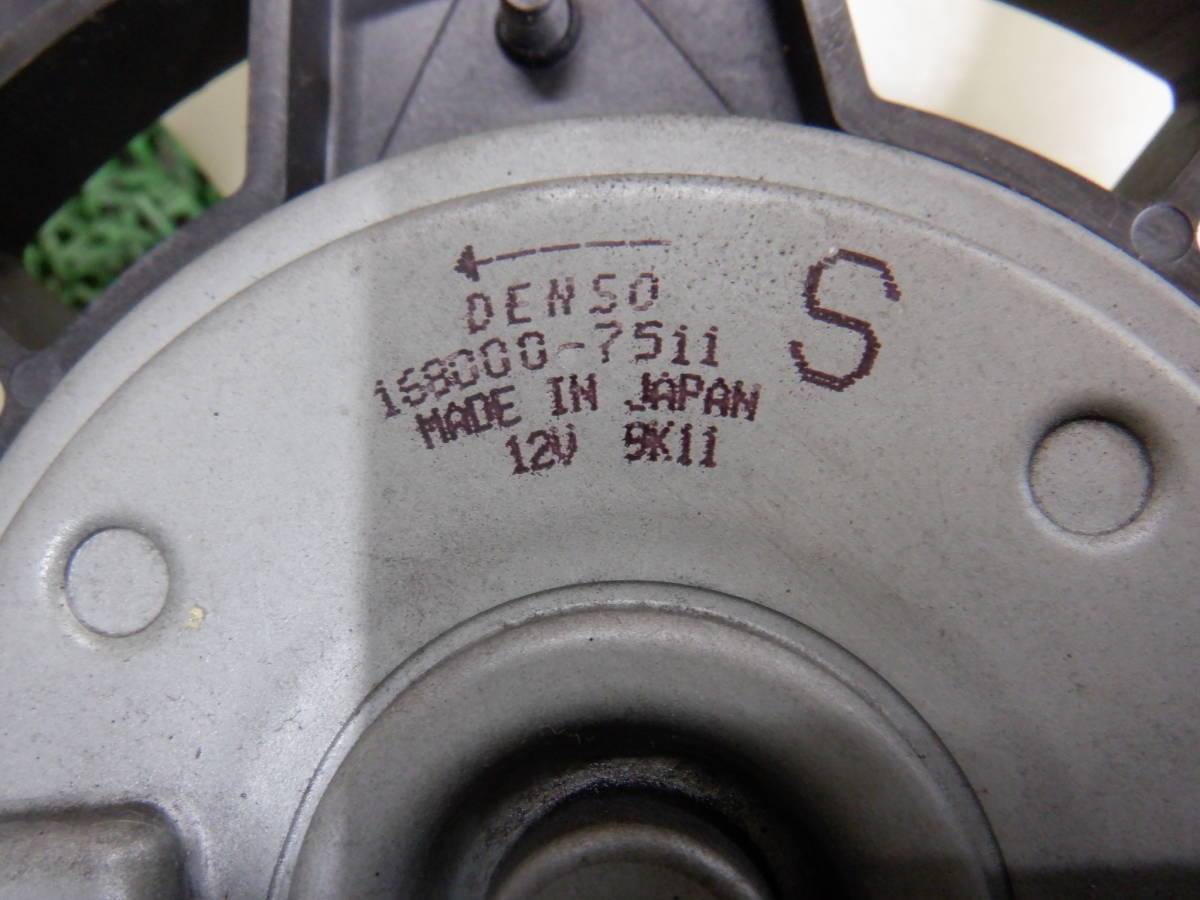 DENSO
168000-7511
MADE IN JAPAN
12V 9K11
S